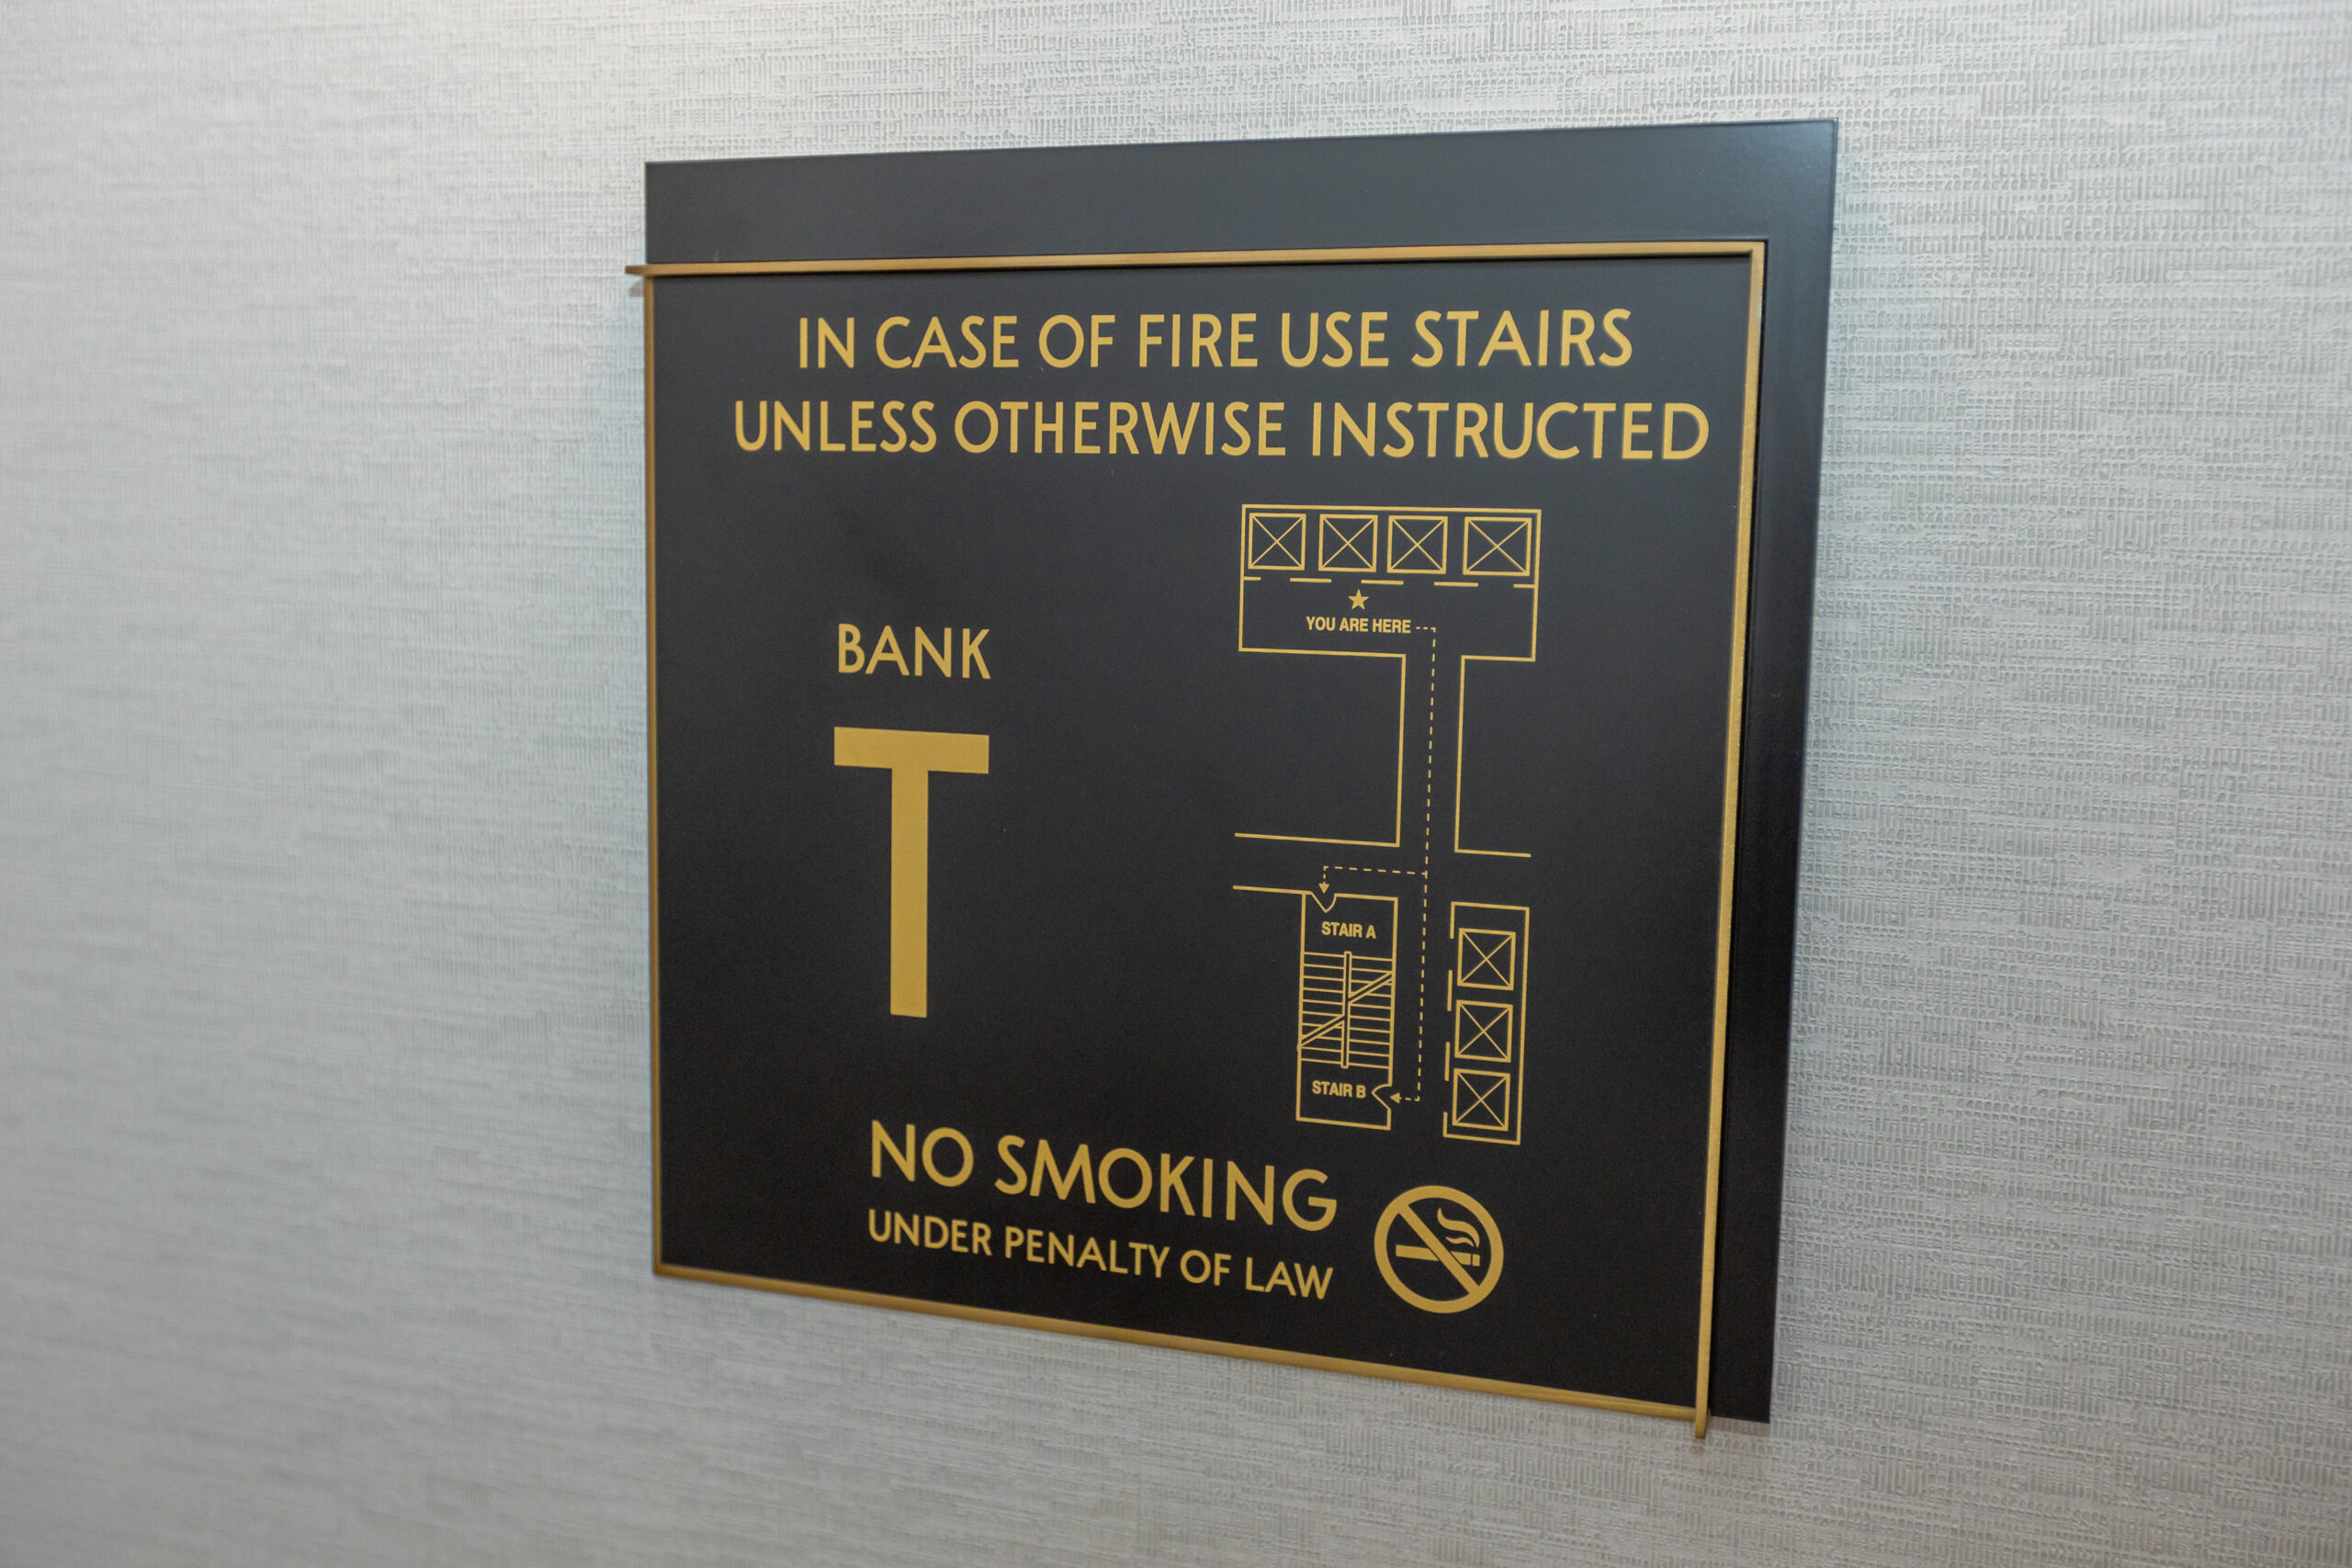 IN CASE OF FIRE USE STAIRS
UNLESS OTHERWISE INSTRUCTED
BANK
T
YOU ARE HERE
STAIR A
STAIR B
NO SMOKING
UNDER PENALTY OF LAW